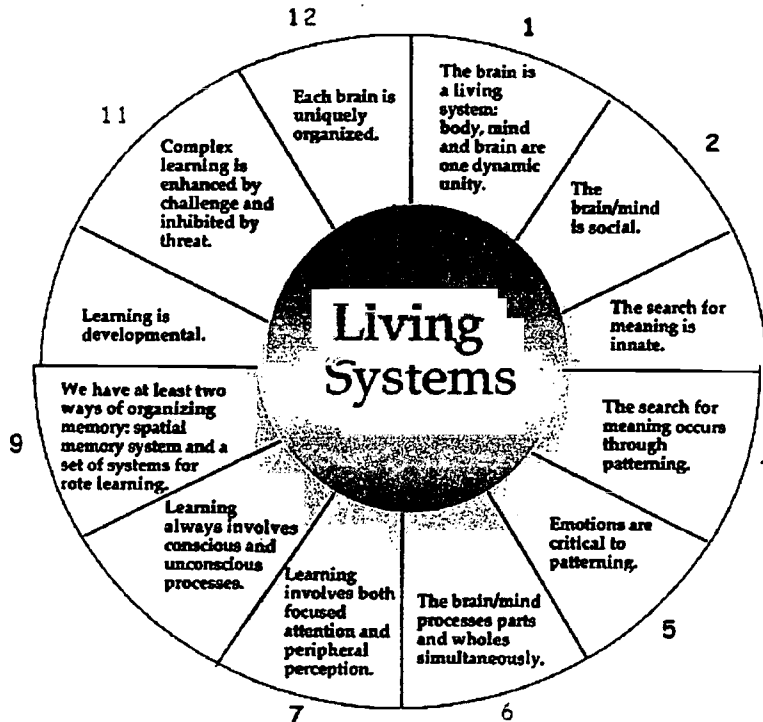 12
1
Each brain is
uniquely
organized.
The brain is
a living
system:
body, mind
and brain are
one dynamic
unity.
2
The
brain/mind
is social.
The search for
meaning is
innate.
The search for
meaning occurs
through
patterning.
Emotions are
critical to
patterning.
5
The brain/mind
processes parts
and wholes
simultaneously.
6
Learning
involves both
focused
attention and
peripheral
perception.
7
Learning
always involves
conscious and
unconscious
processes.
9
We have at least two
ways of organizing
memory: spatial
memory system and a
set of systems for
rote learning.
Learning is
developmental.
11
Complex
learning is
enhanced by
challenge and
inhibited by
threat.
Living
Systems